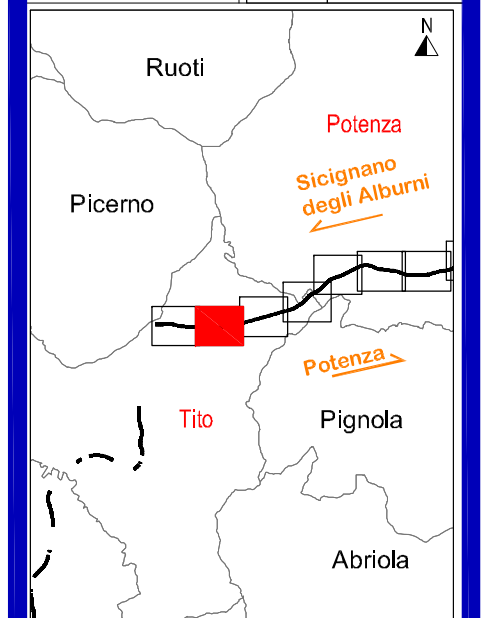 N
Ruoti
Potenza
Sicignano
degli Alburni
Picerno
Potenza
Tito
Pignola
Abriola